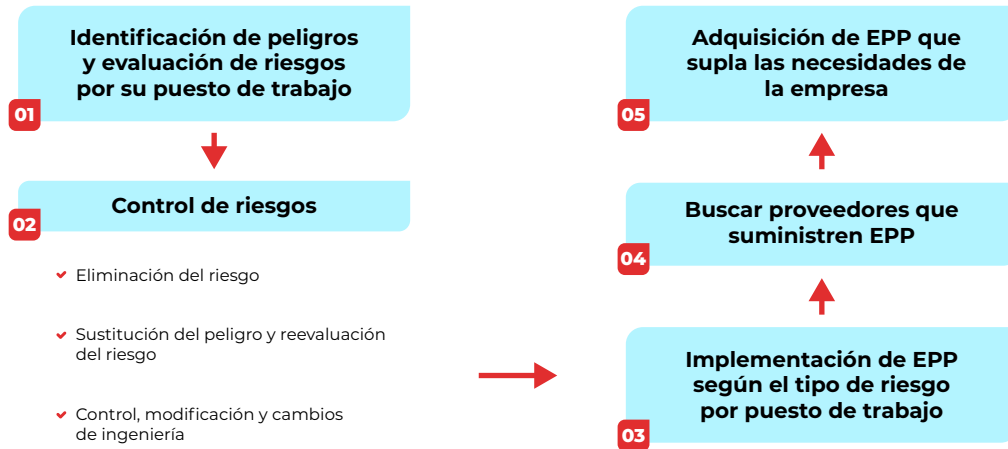 Identificación de peligros
y evaluación de riesgos
por su puesto de trabajo
01
Control de riesgos
02
Eliminación del riesgo
Sustitución del peligro y reevaluación
del riesgo
Control, modificación y cambios
de ingeniería
Implementación de EPP
según el tipo de riesgo
por puesto de trabajo
03
Buscar proveedores que
suministren EPP
04
Adquisición de EPP que
supla las necesidades de
la empresa
05